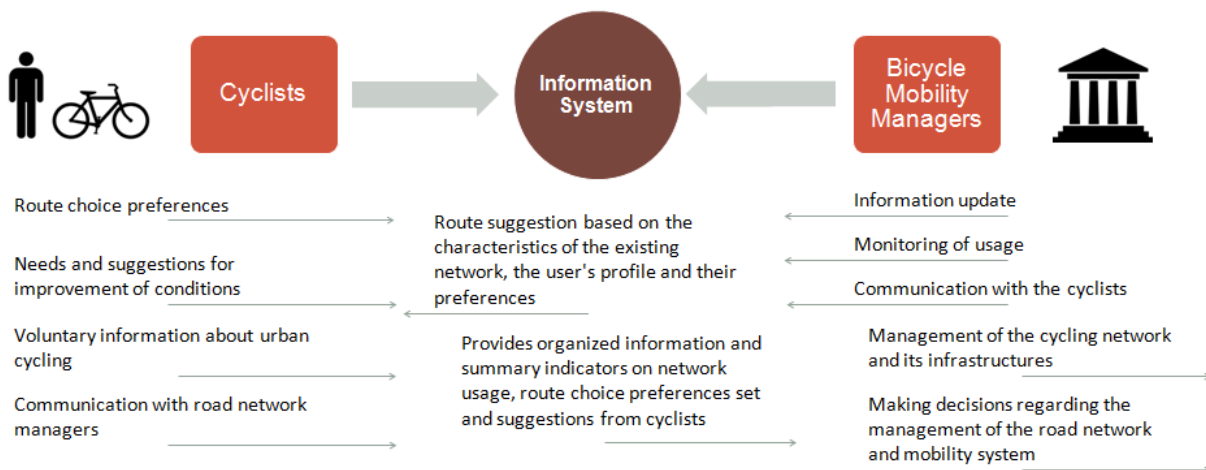 Cyclists
Information
System
Bicycle
Mobility
Managers
Route choice preferences
Needs and suggestions for
improvement of conditions
Voluntary information about urban
cycling
Communication with road network
managers
Route suggestion based on the
characteristics of the existing
network, the user's profile and their
preferences
Provides organized information and
summary indicators on network
usage, route choice preferences set
and suggestions from cyclists
Information update
Monitoring of usage
Communication with the cyclists
Management of the cycling network
and its infrastructures
Making decisions regarding the
management of the road network
and mobility system